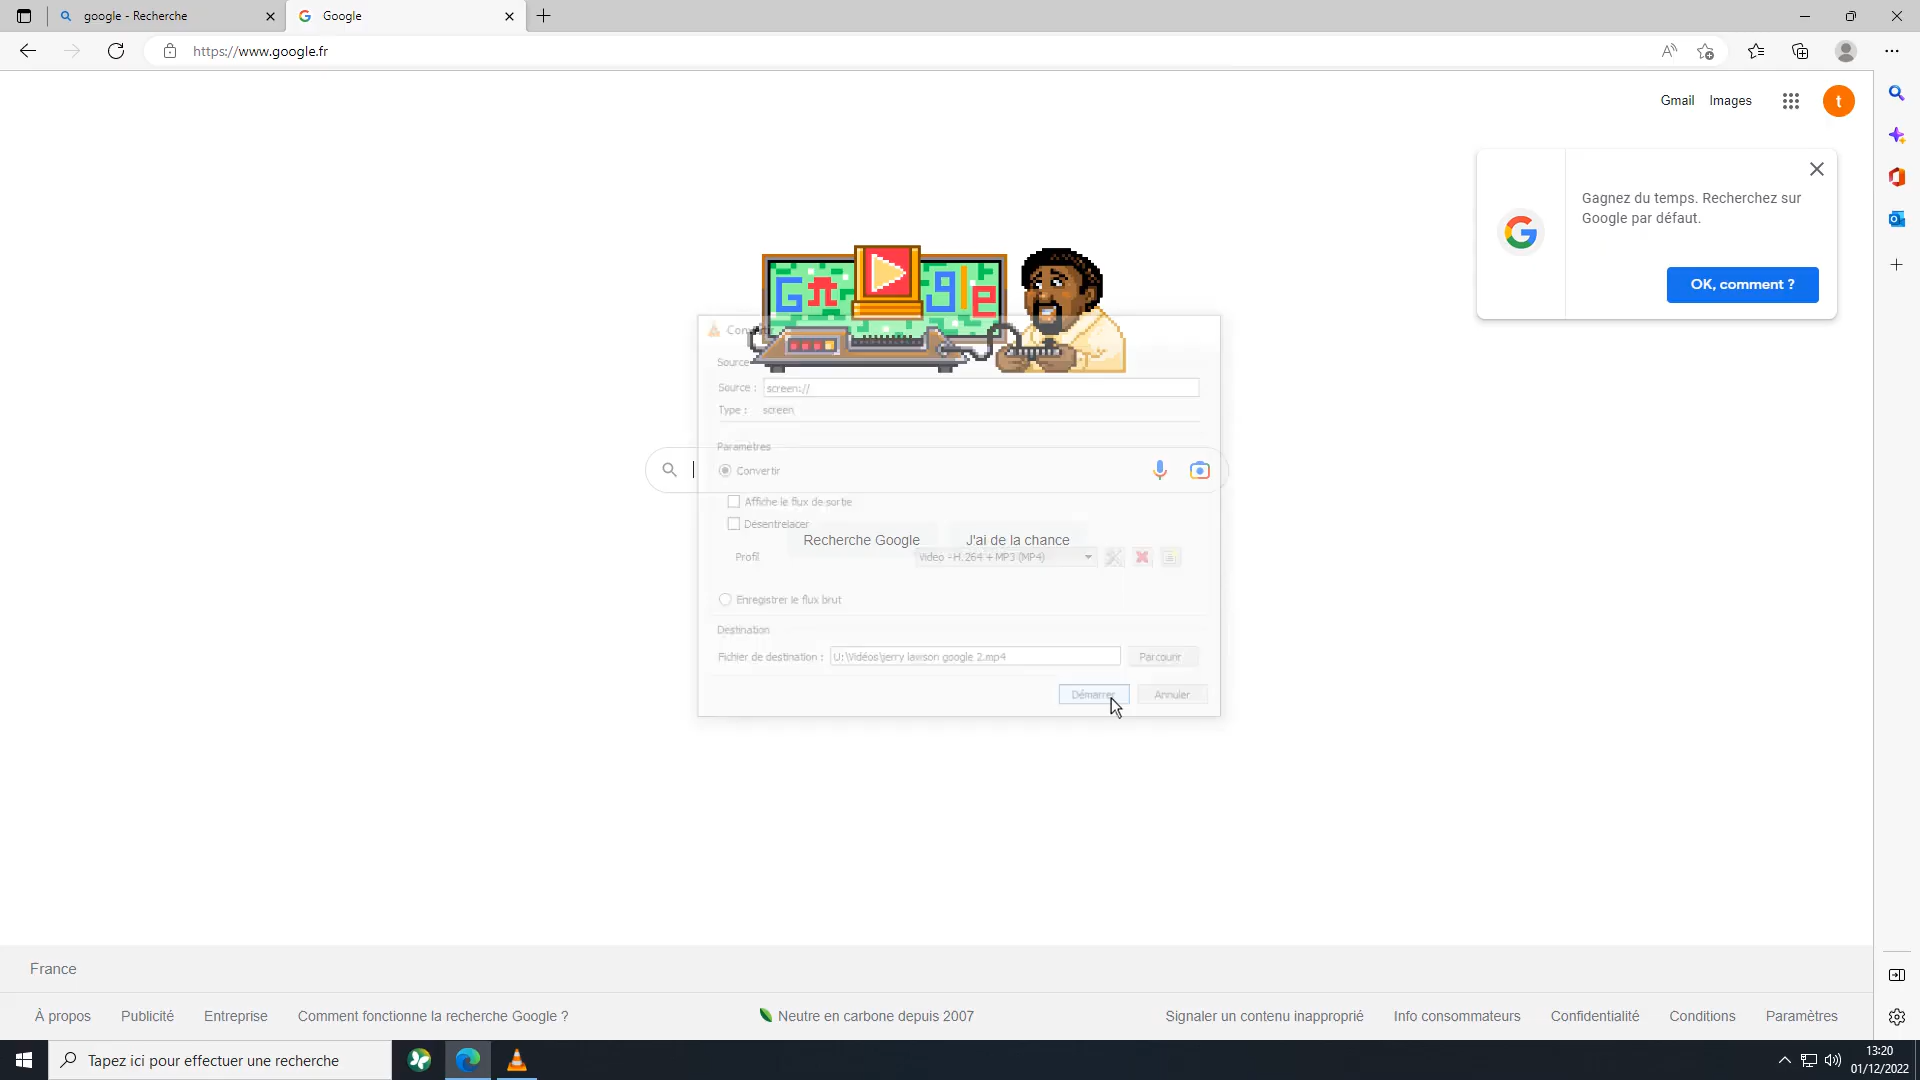 google - Recherche
Google
https://www.google.fr
Gmail
Images
t
Gagnez du temps. Recherchez sur
Google par défaut.
OK, comment ?
Convertir
Source
Source :
screen://
Type :
screen
Paramètres
Convertir
Affiche le flux de sortie
Désentrelacer
Recherche Google
J'ai de la chance
Profil
Video - H.264 + MP3 (MP4)
Enregistrer le flux brut
Destination
Fichier de destination :
U:\Vidéos\jerry lawson google 2.mp4
Parcourir
Démarrer
Annuler
France
À propos
Publicité
Entreprise
Comment fonctionne la recherche Google ?
Neutre en carbone depuis 2007
Signaler un contenu inapproprié
Info consommateurs
Confidentialité
Conditions
Paramètres
Tapez ici pour effectuer une recherche
13:20
01/12/2022